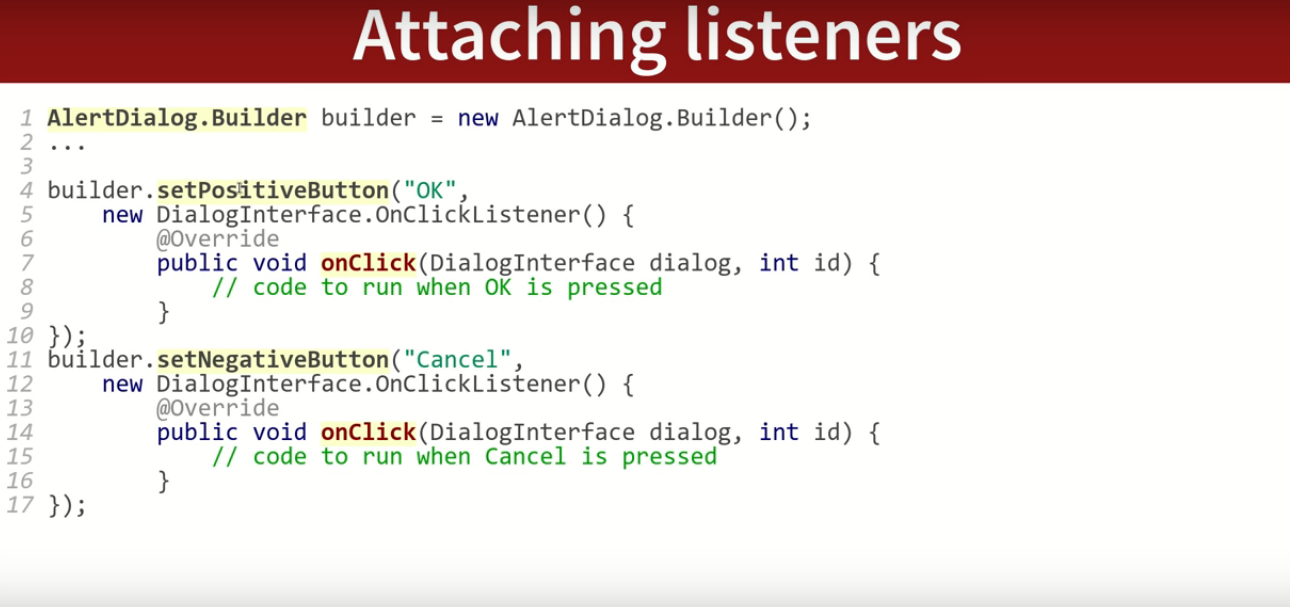 Attaching listeners
1 AlertDialog.Builder builder = new AlertDialog.Builder();
2 ...
3
4 builder.setPositiveButton("OK",
5     new DialogInterface.OnClickListener() {
6         @Override
7         public void onClick(DialogInterface dialog, int id) {
8             // code to run when OK is pressed
9         }
10 });
11 builder.setNegativeButton("Cancel",
12     new DialogInterface.OnClickListener() {
13         @Override
14         public void onClick(DialogInterface dialog, int id) {
15             // code to run when Cancel is pressed
16         }
17 });